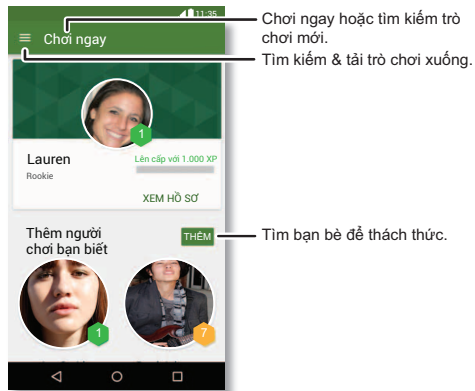 11:35
Chơi ngay
1
Lauren
Rookie
Lên cấp với 1.000 XP
XEM HỒ SƠ
Thêm người
chơi bạn biết
THÊM
1
7
Chơi ngay hoặc tìm kiếm trò
chơi mới.
Tìm kiếm & tải trò chơi xuống.
Tìm bạn bè để thách thức.